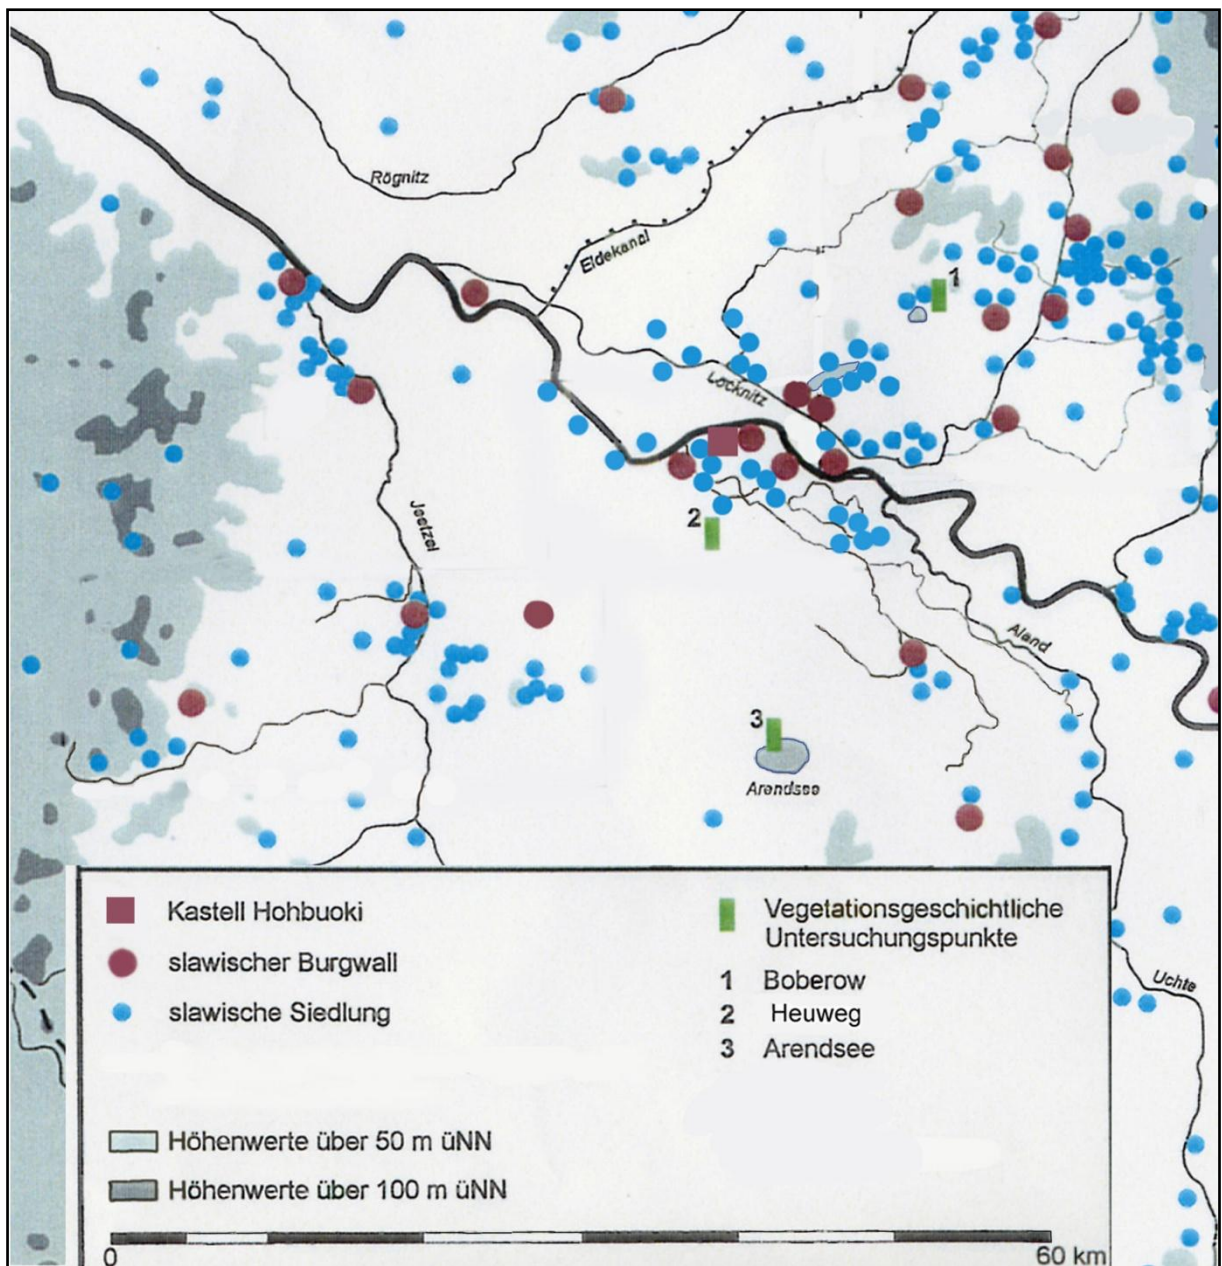 Rögnitz
Eldekanal
1
Locknitz
Jeetzel
2
Aland
3
Arendsee
Kastell Hohbuoki
slawischer Burgwall
slawische Siedlung
Vegetationsgeschichtliche
Untersuchungspunkte
1 Boberow
2 Heuweg
3 Arendsee
Uchte
Höhenwerte über 50 m üNN
Höhenwerte über 100 m üNN
0 60 km